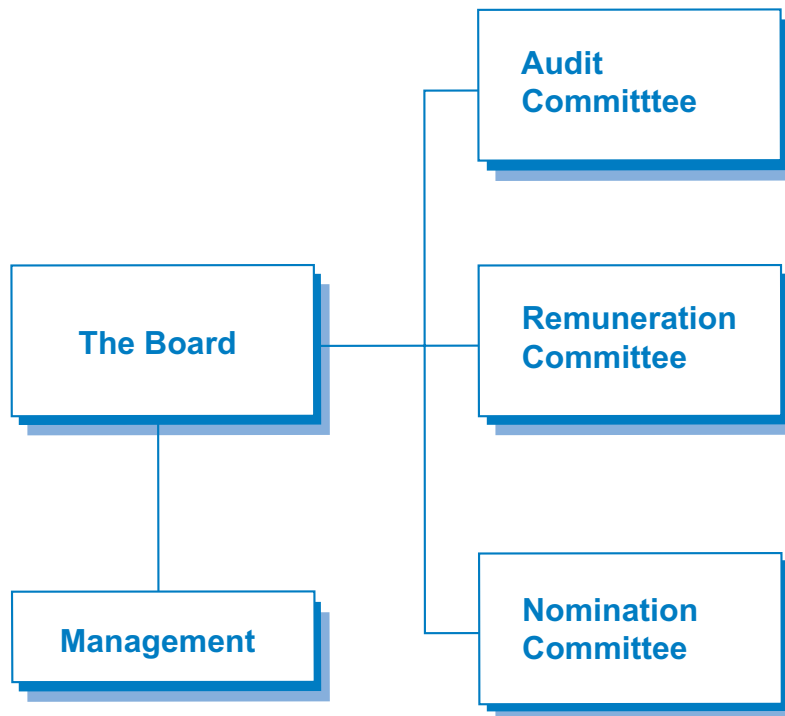 Audit
Committtee
The Board
Remuneration
Committee
Management
Nomination
Committee